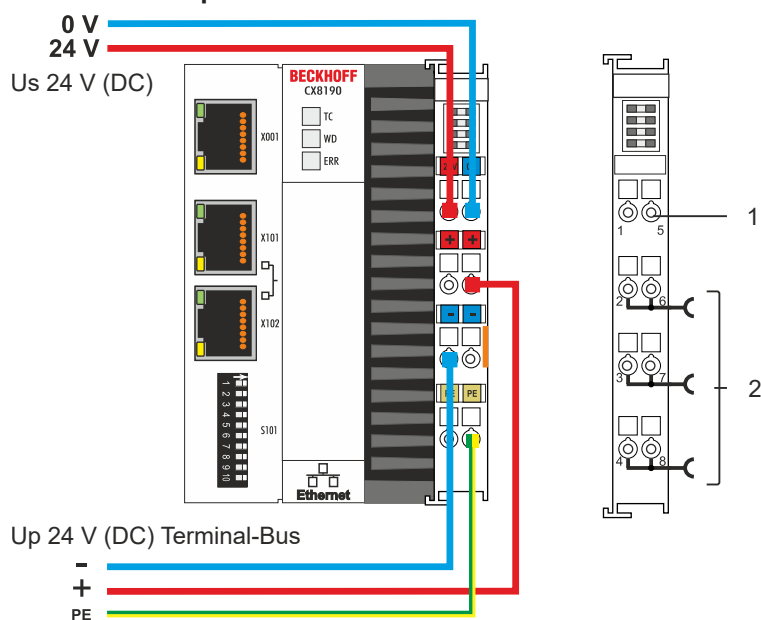 0 V
24 V
Us 24 V (DC)
BECKHOFF
CX8190
TC
WD
ERR
X001
X101
X102
1
2
3
4
5
6
7
8
9
10
S101
Ethernet
+ +
- -
PE PE
1 5
2 6
3 7
4 8
1
2
Up 24 V (DC) Terminal-Bus
-
+
PE